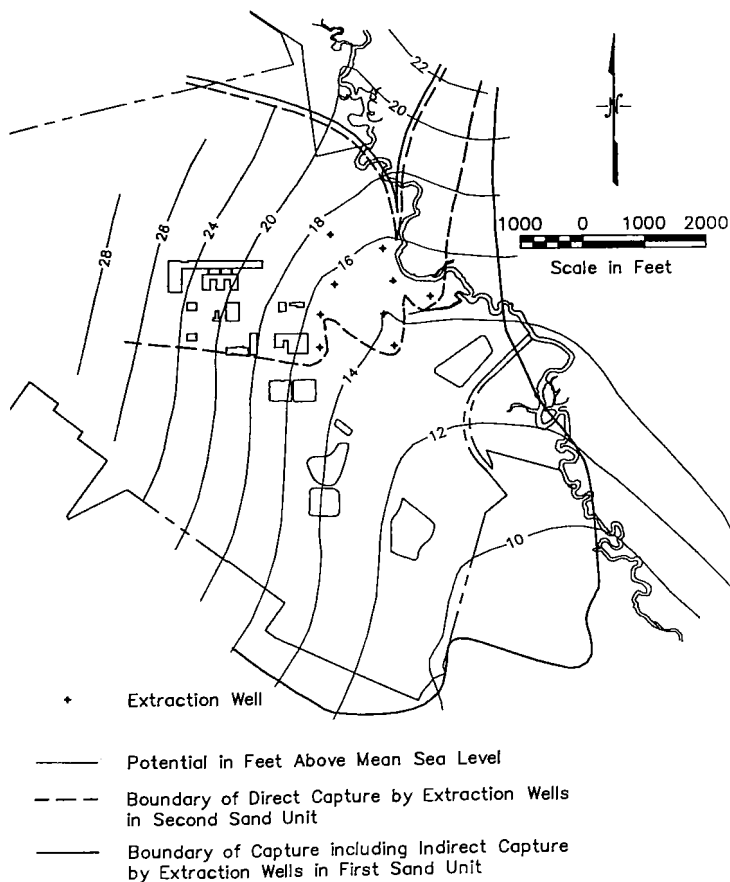 22
20
N
28
28
24
20
18
16
1000 0 1000 2000
Scale in Feet
14
12
10
Extraction Well
Potential in Feet Above Mean Sea Level
Boundary of Direct Capture by Extraction Wells
in Second Sand Unit
Boundary of Capture including Indirect Capture
by Extraction Wells in First Sand Unit